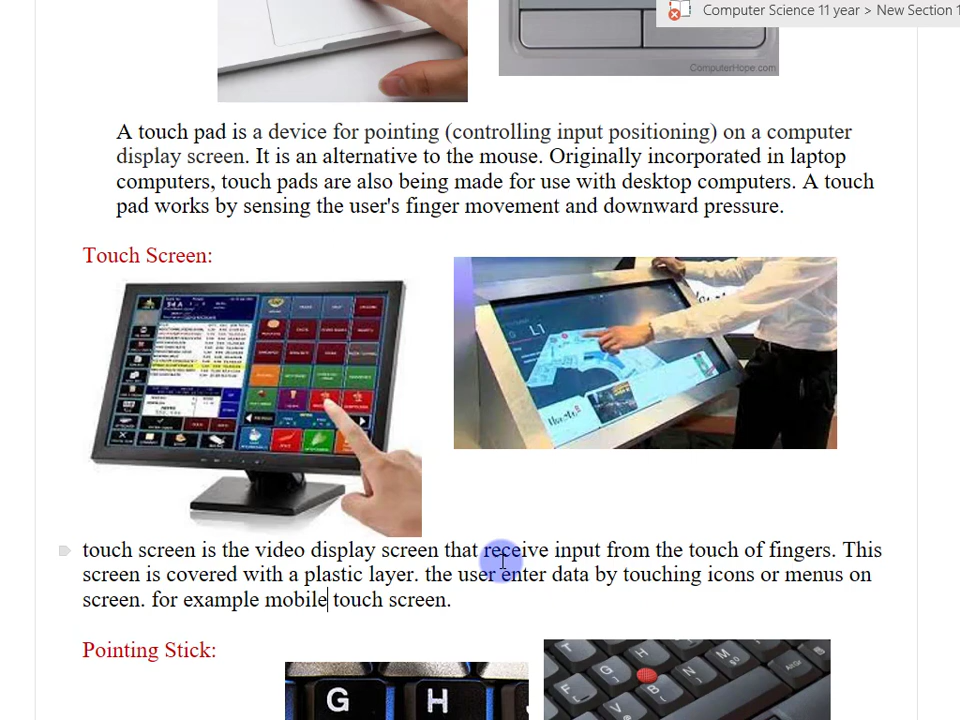 Computer Science 11 year > New Section 1
ComputerHope.com
A touch pad is a device for pointing (controlling input positioning) on a computer
display screen. It is an alternative to the mouse. Originally incorporated in laptop
computers, touch pads are also being made for use with desktop computers. A touch
pad works by sensing the user's finger movement and downward pressure.
Touch Screen:
L1
touch screen is the video display screen that receive input from the touch of fingers. This
screen is covered with a plastic layer. the user enter data by touching icons or menus on
screen. for example mobile touch screen.
Pointing Stick:
G H
T
G H
F B N M
V
AltGr